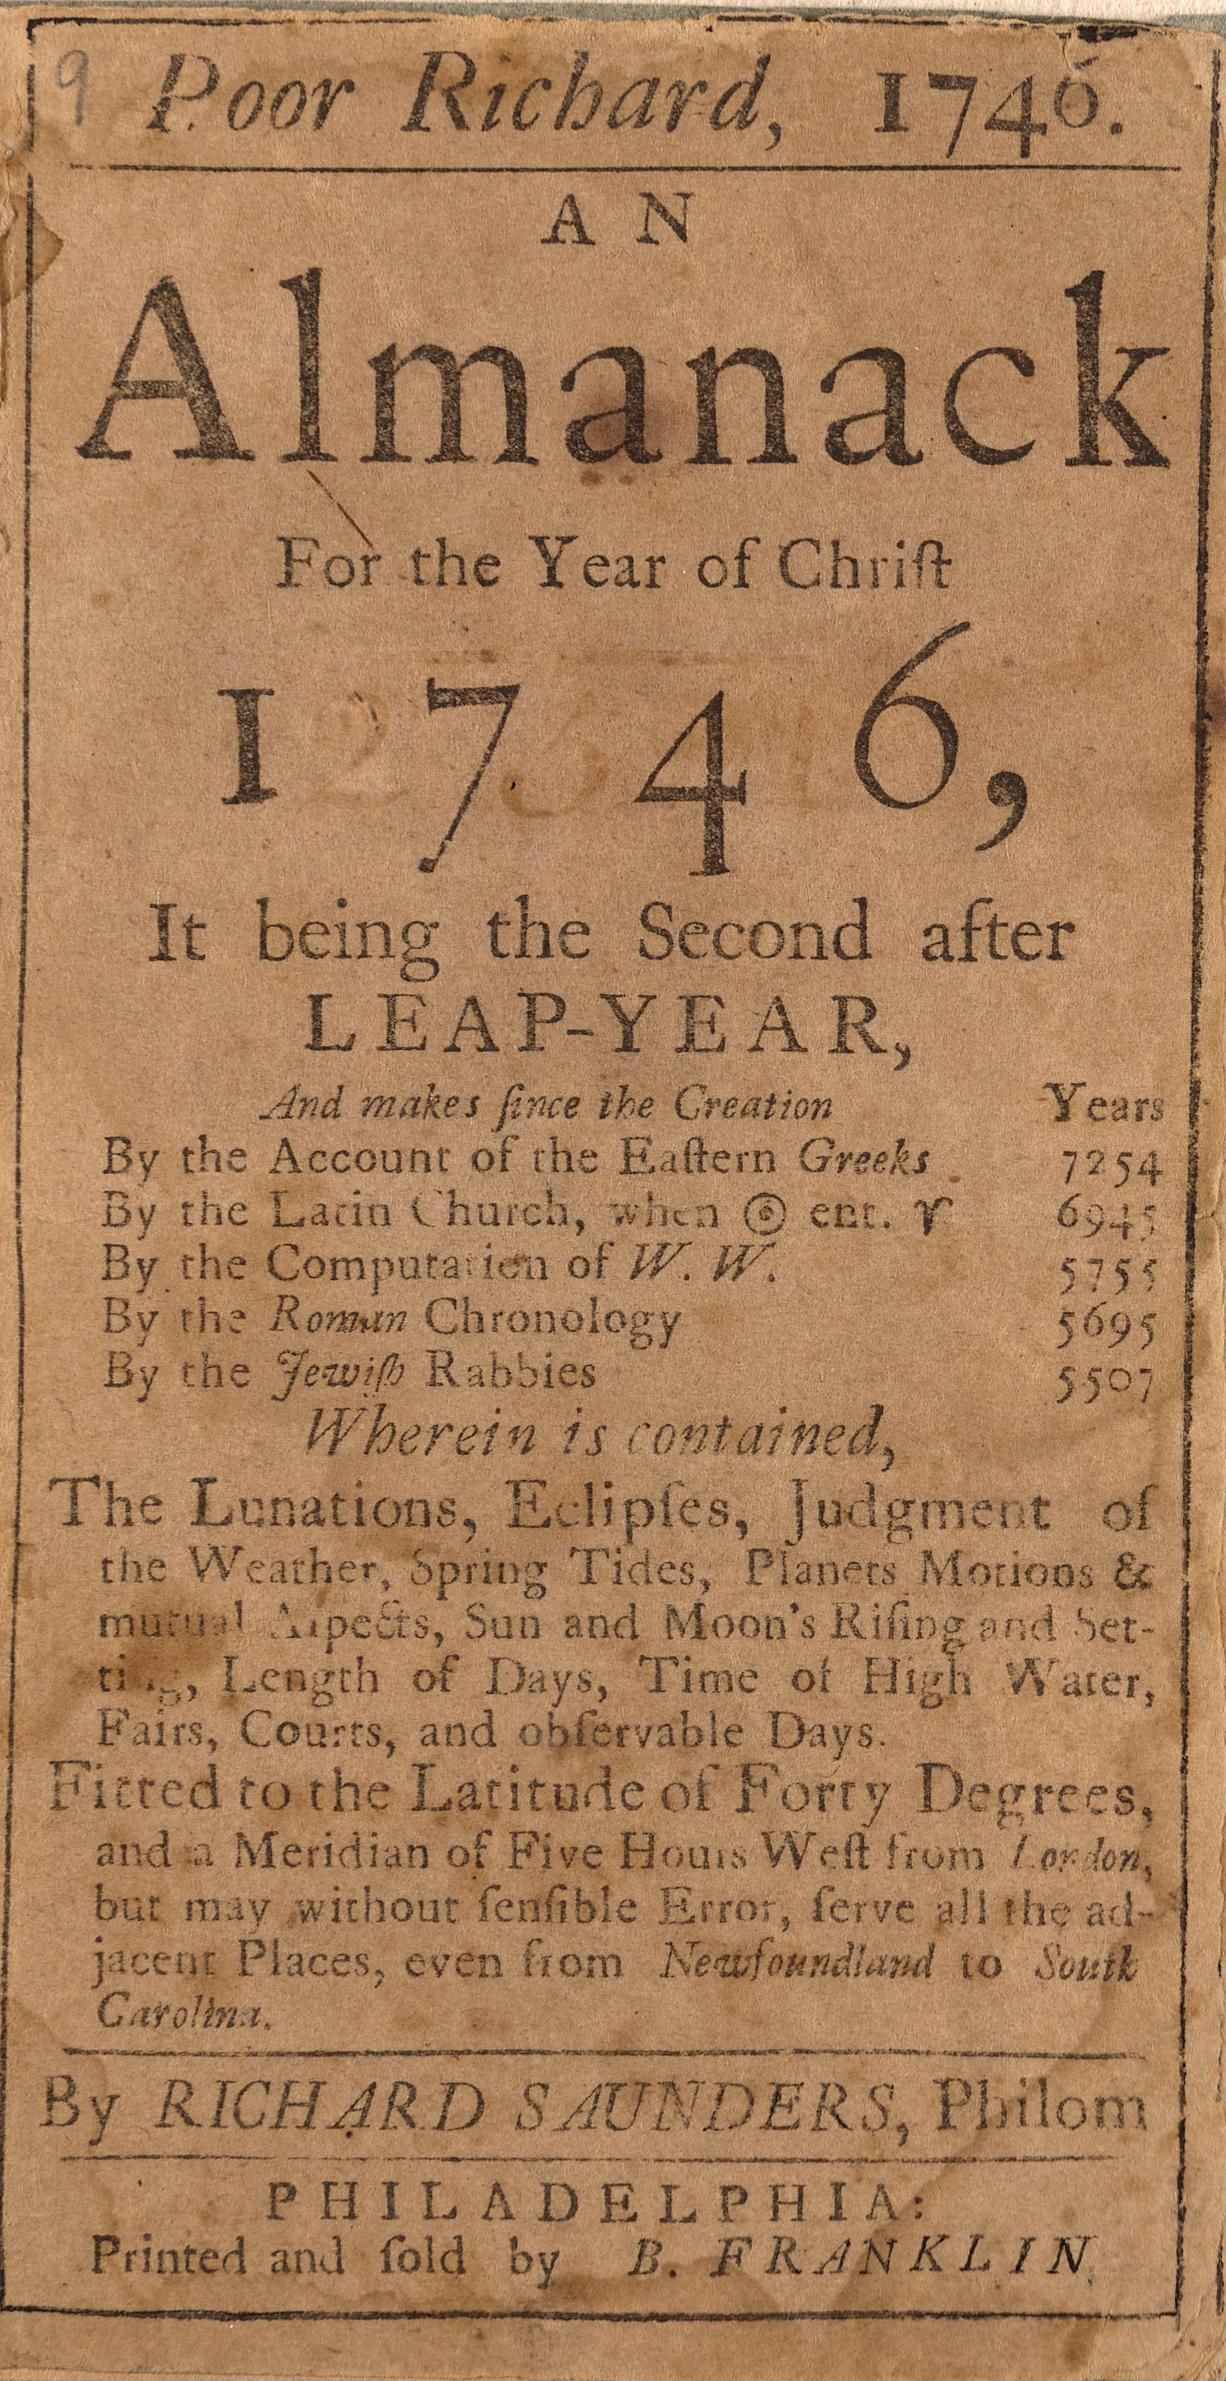 9 Poor Richard, 1746.
AN
Almanack
For the Year of Chriſt
1746,
It being the Second after
LEAP-YEAR,
And makes ſince the Creation Years
By the Account of the Eaſtern Greeks 7254
By the Latin Church, when ☉ ent. ♈ 6945
By the Computation of W. W. 5755
By the Roman Chronology 5695
By the Jewiſh Rabbies 5507
Wherein is contained,
The Lunations, Eclipſes, Judgment of
the Weather, Spring Tides, Planets Motions &
mutual Aſpects, Sun and Moon's Riſing and Set-
ting, Length of Days, Time of High Water,
Fairs, Courts, and obſervable Days.
Fitted to the Latitude of Forty Degrees,
and a Meridian of Five Hours Weſt from London,
but may without ſenſible Error, ſerve all the ad-
jacent Places, even from Newfoundland to South
Carolina.
By RICHARD SAUNDERS, Philom
PHILADELPHIA:
Printed and ſold by B. FRANKLIN